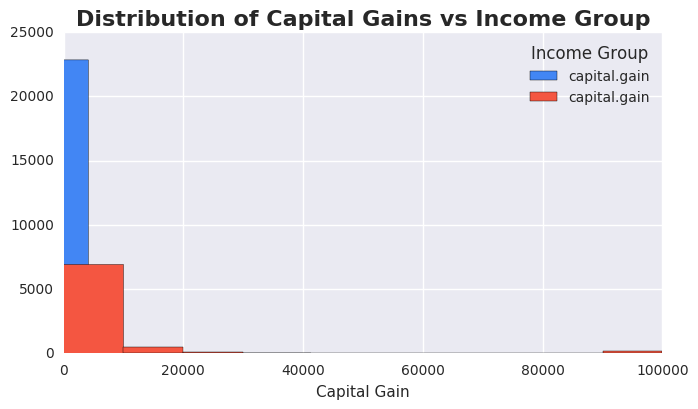 Distribution of Capital Gains vs Income Group
25000
20000
15000
10000
5000
0
Income Group
capital.gain
capital.gain
0 20000 40000 60000 80000 100000
Capital Gain